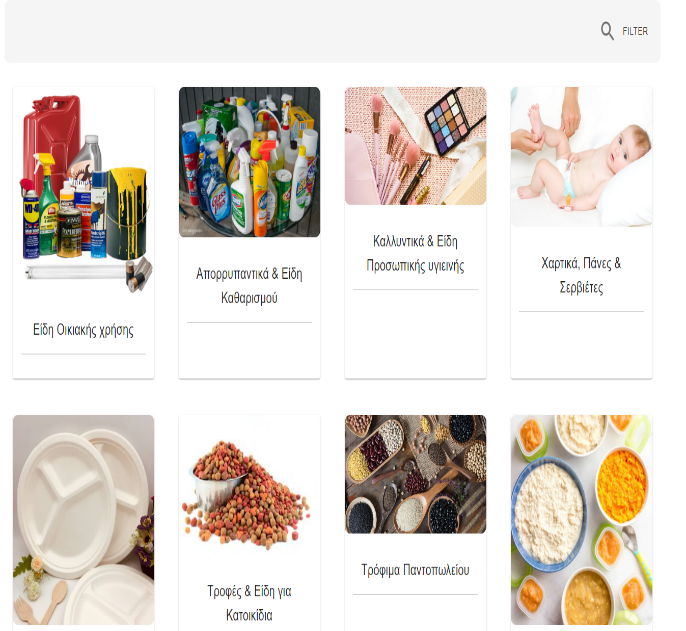 FILTER
Είδη Οικιακής χρήσης
Απορρυπαντικά & Είδη
Καθαρισμού
Καλλυντικά & Είδη
Προσωπικής υγιεινής
Χαρτικά, Πάνες &
Σερβιέτες
Τροφές & Είδη για
Κατοικίδια
Τρόφιμα Παντοπωλείου